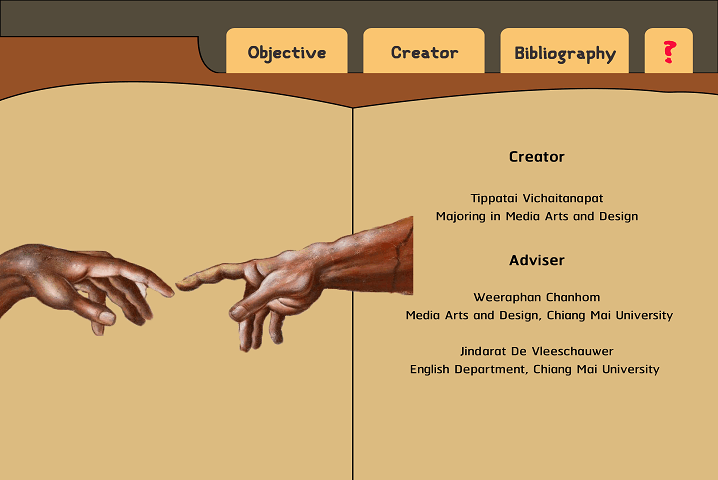 Objective
Creator
Bibliography
?
Creator
Tippatai Vichaitanapat
Majoring in Media Arts and Design
Adviser
Weeraphan Chanhom
Media Arts and Design, Chiang Mai University
Jindarat De Vleeschauwer
English Department, Chiang Mai University